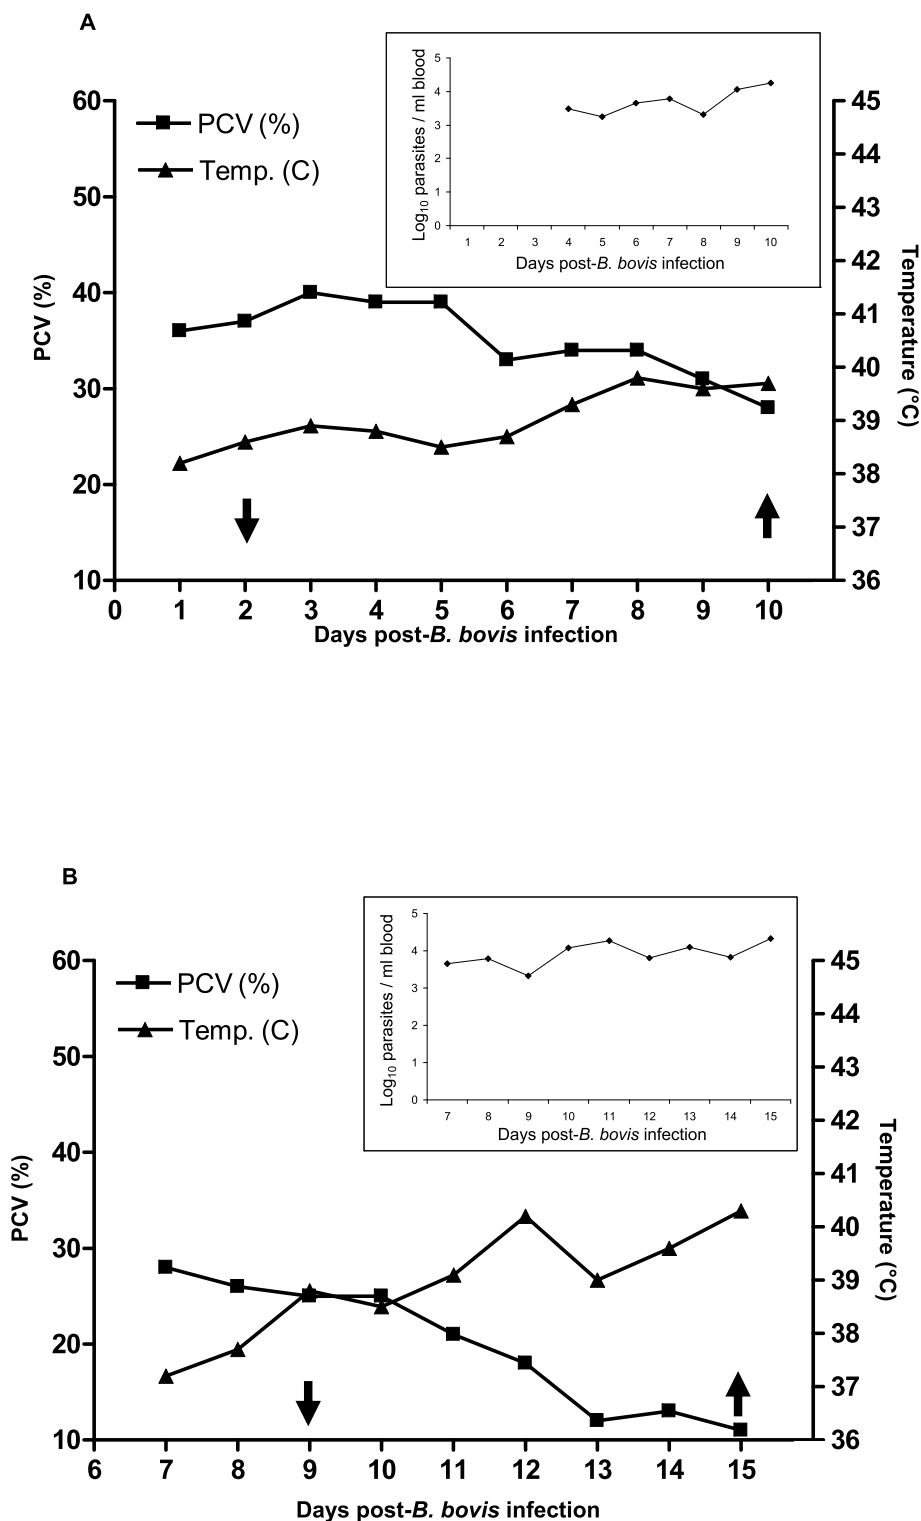 A
PCV (%)
Temp. (C)
60
50
40
30
20
10
PCV (%)
45
44
43
42
41
40
39
38
37
36
Temperature (°C)
0 1 2 3 4 5 6 7 8 9 10
Days post-B. bovis infection
5
4
3
2
1
0
Log10 parasites / ml blood
1 2 3 4 5 6 7 8 9 10
Days post-B. bovis infection
B
PCV (%)
Temp. (C)
60
50
40
30
20
10
PCV (%)
45
44
43
42
41
40
39
38
37
36
Temperature (°C)
6 7 8 9 10 11 12 13 14 15
Days post-B. bovis infection
5
4
3
2
1
0
Log10 parasites / ml blood
7 8 9 10 11 12 13 14 15
Days post-B. bovis infection